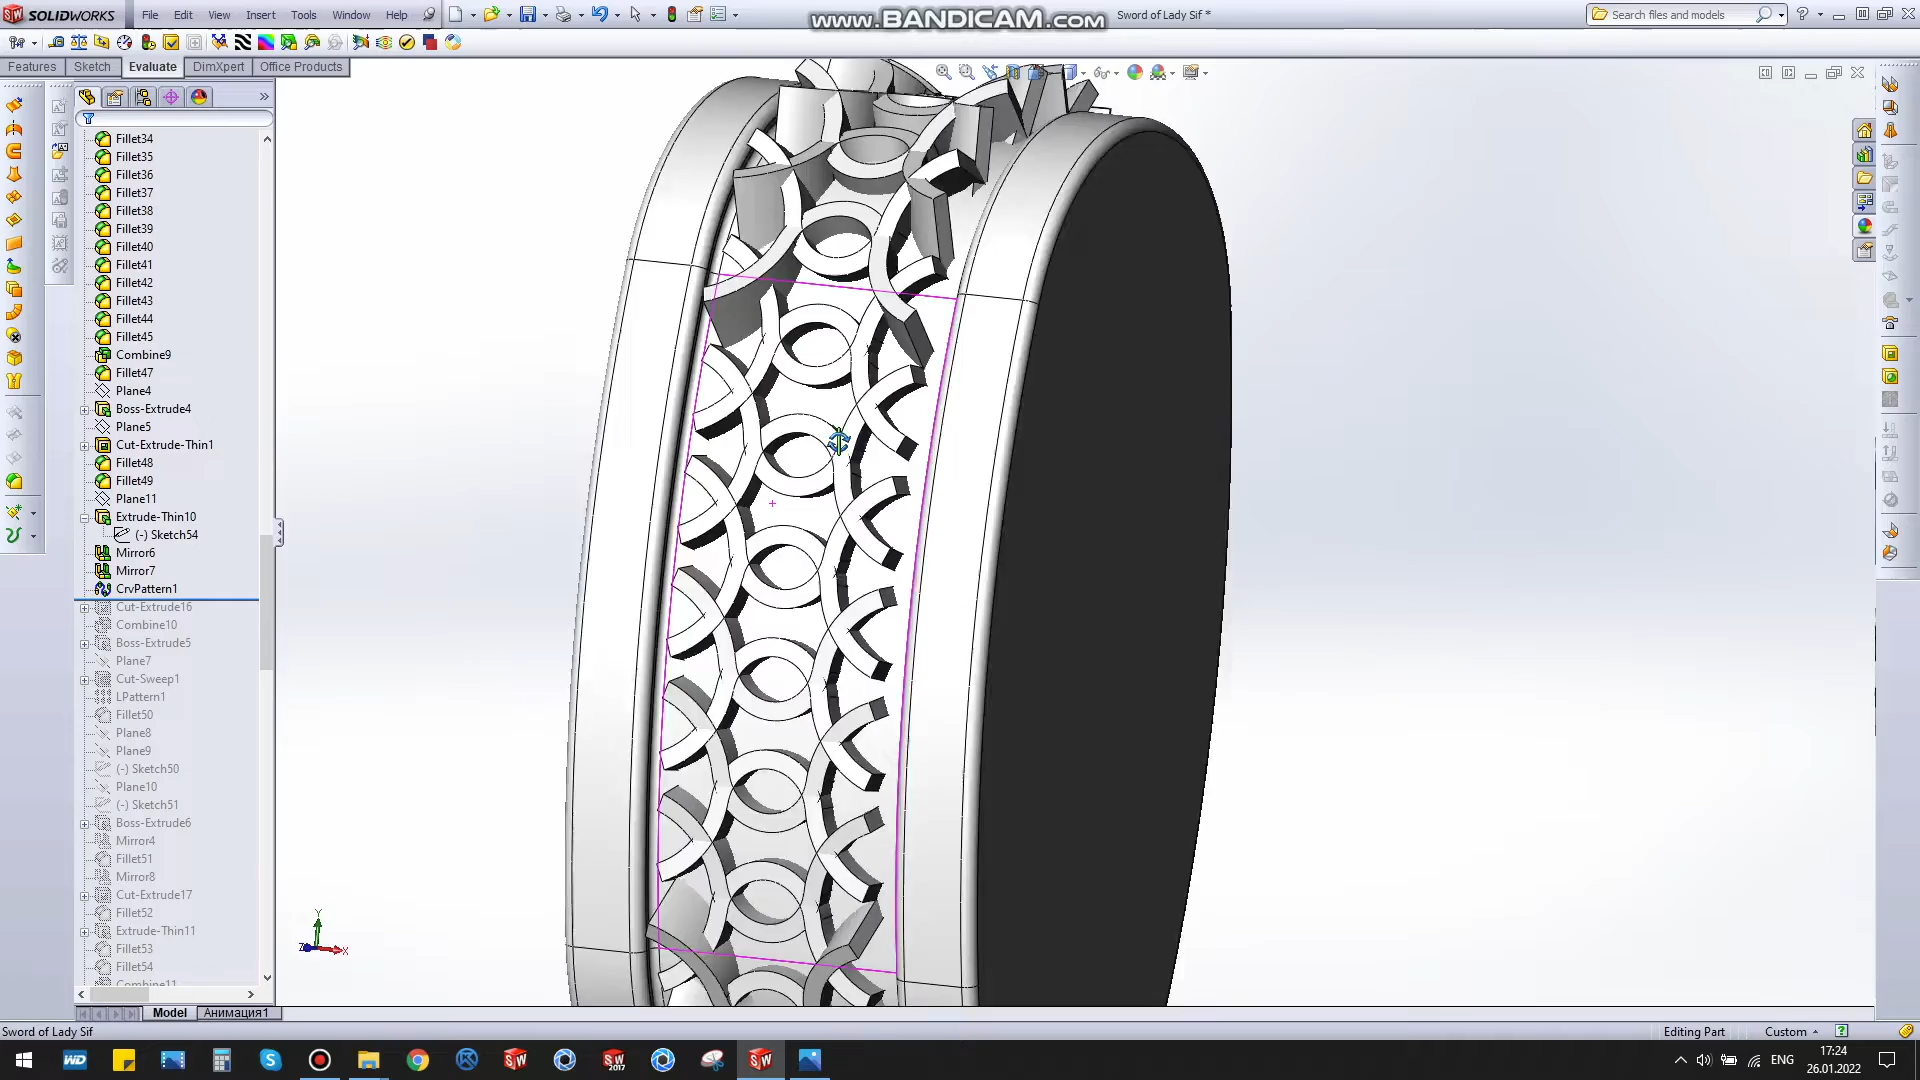 SOLIDWORKS File Edit View Insert Tools Window Help
www.BANDICAM.com
Sword of Lady Sif *
Search files and models
Features Sketch Evaluate DimXpert Office Products
Fillet34
Fillet35
Fillet36
Fillet37
Fillet38
Fillet39
Fillet40
Fillet41
Fillet42
Fillet43
Fillet44
Fillet45
Combine9
Fillet47
Plane4
Boss-Extrude4
Plane5
Cut-Extrude-Thin1
Fillet48
Fillet49
Plane11
Extrude-Thin10
(-) Sketch54
Mirror6
Mirror7
CrvPattern1
Cut-Extrude16
Combine10
Boss-Extrude5
Plane7
Cut-Sweep1
LPattern1
Fillet50
Plane8
Plane9
(-) Sketch50
Plane10
(-) Sketch51
Boss-Extrude6
Mirror4
Fillet51
Mirror8
Cut-Extrude17
Fillet52
Extrude-Thin11
Fillet53
Fillet54
Combine11
Y
Z X
Model Анимация1
Sword of Lady Sif
Editing Part Custom
ENG
17:24
26.01.2022